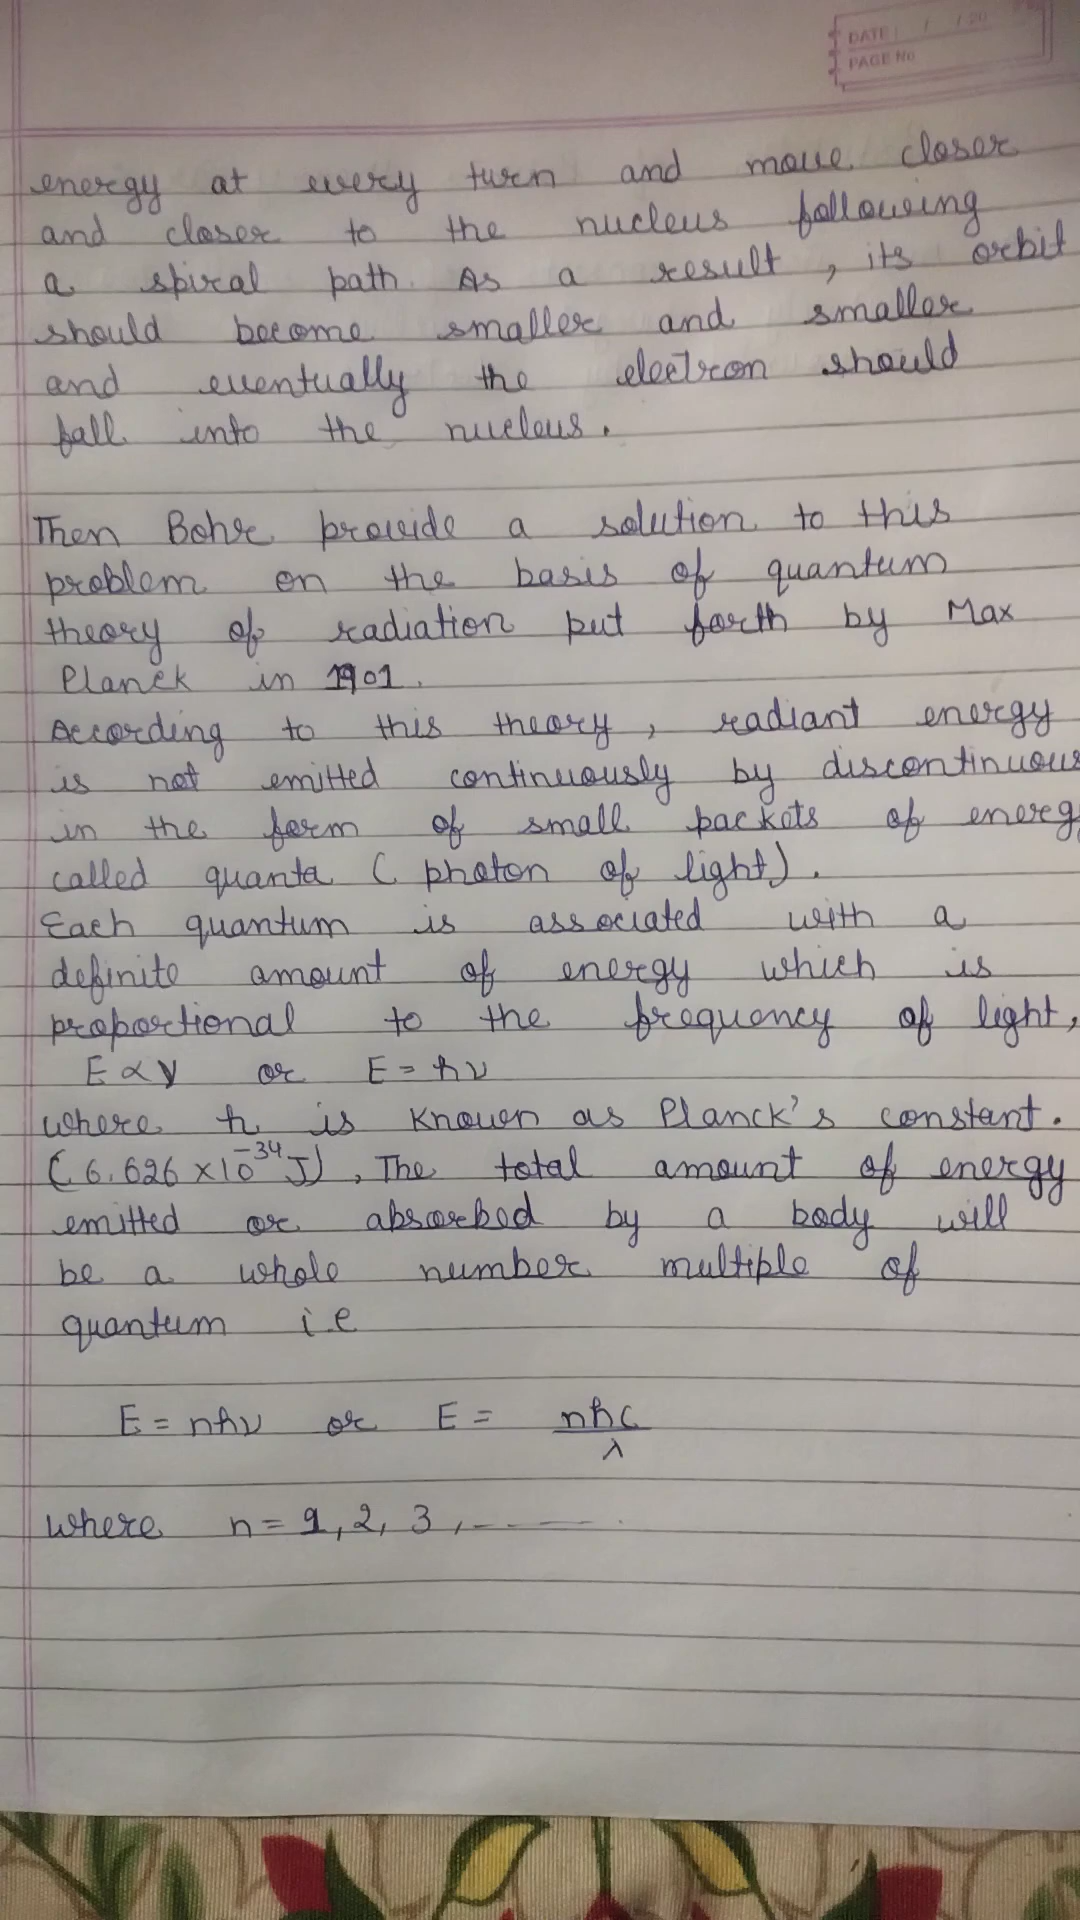 DATE / /20
PAGE NO
energy at every turn and move closer
and closer to the nucleus following
a spiral path. As a result, its orbit
should become smaller and smaller
and eventually the electron should
fall into the nucleus.
Then Bohr provide a solution to this
problem on the basis of quantum
theory of radiation put forth by Max
Planck in 1901.
According to this theory, radiant energy
is not emitted continuously by discontinuous
in the form of small packets of energ
called quanta (photon of light).
Each quantum is associated with a
definite amount of energy which is
proportional to the frequency of light,
E ∝ ν or E = hν
where h is known as Planck's constant.
(6.626 × 10⁻³⁴ J), The total amount of energy
emitted or absorbed by a body will
be a whole number multiple of
quantum i.e
E = nhν or E = nhc/λ
where n = 1, 2, 3, -----